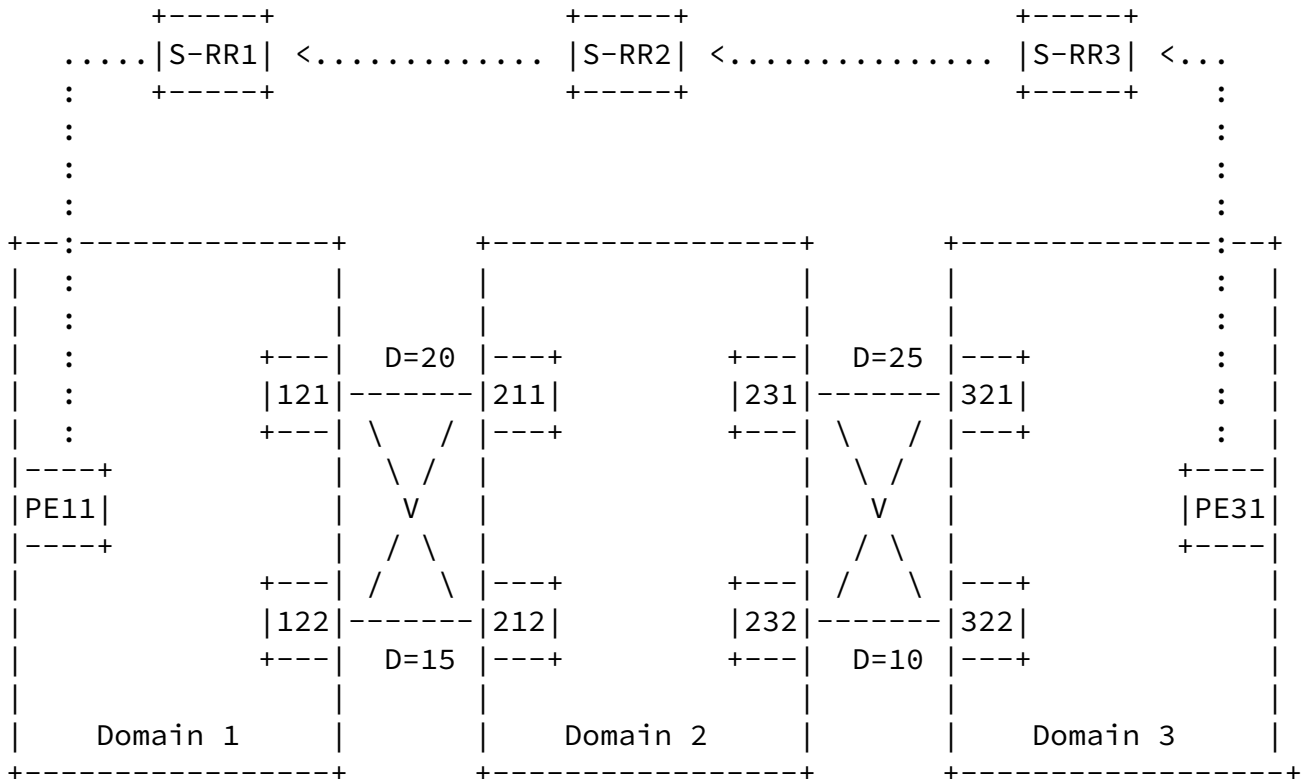 S-RR1 S-RR2 S-RR3
D=20 D=25
121 211 231 321
PE11 V V PE31
122 212 232 322
D=15 D=10
Domain 1 Domain 2 Domain 3